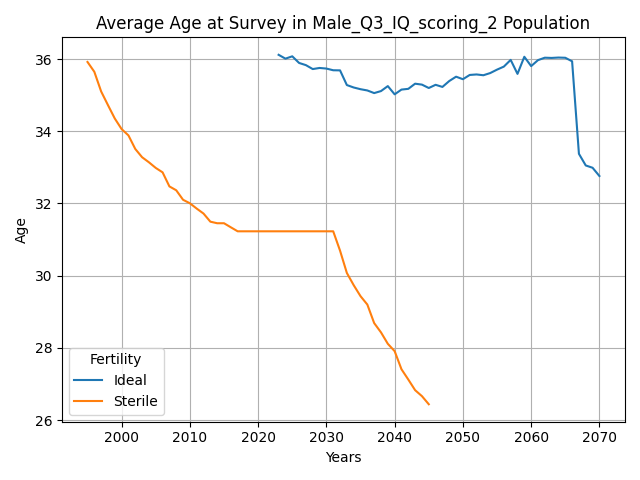 Average Age at Survey in Male_Q3_IQ_scoring_2 Population
Age
36
34
32
30
28
26
Fertility
Ideal
Sterile
2000 2010 2020 2030 2040 2050 2060 2070
Years